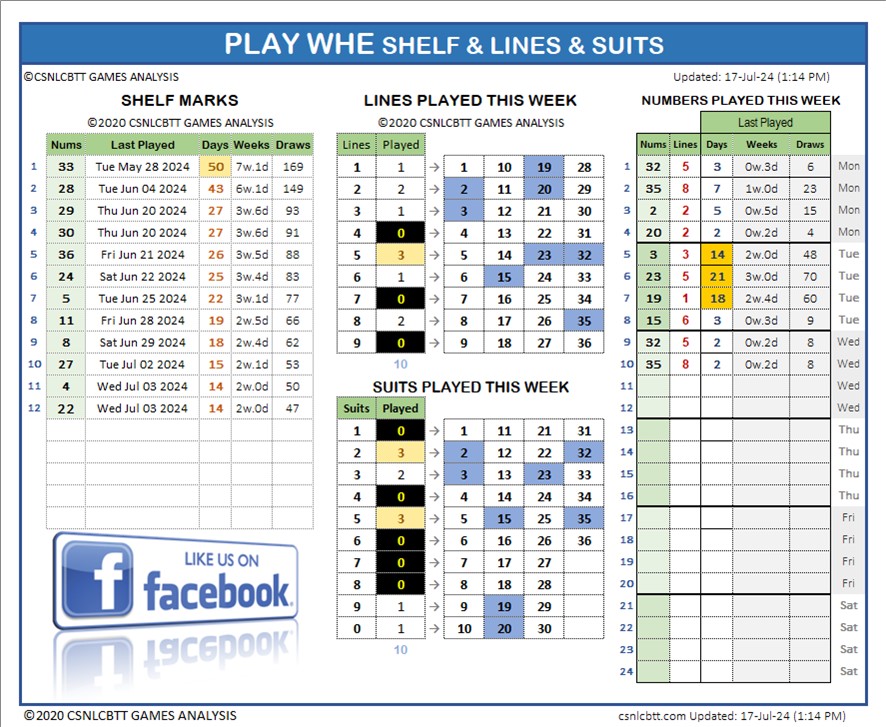 PLAY WHE SHELF & LINES & SUITS
©CSNLCBTT GAMES ANALYSIS
Updated: 17-Jul-24 (1:14 PM)
SHELF MARKS
©2020 CSNLCBTT GAMES ANALYSIS
Nums Last Played Days Weeks Draws
1 33 Tue May 28 2024 50 7w.1d 169
2 28 Tue Jun 04 2024 43 6w.1d 149
3 29 Thu Jun 20 2024 27 3w.6d 93
4 30 Thu Jun 20 2024 27 3w.6d 91
5 36 Fri Jun 21 2024 26 3w.5d 88
6 24 Sat Jun 22 2024 25 3w.4d 83
7 5 Tue Jun 25 2024 22 3w.1d 77
8 11 Fri Jun 28 2024 19 2w.5d 66
9 8 Sat Jun 29 2024 18 2w.4d 62
10 27 Tue Jul 02 2024 15 2w.1d 53
11 4 Wed Jul 03 2024 14 2w.0d 50
12 22 Wed Jul 03 2024 14 2w.0d 47
LIKE US ON
facebook.
LINES PLAYED THIS WEEK
©2020 CSNLCBTT GAMES ANALYSIS
Lines Played
1 1 → 1 10 19 28
2 2 → 2 11 20 29
3 1 → 3 12 21 30
4 0 → 4 13 22 31
5 3 → 5 14 23 32
6 1 → 6 15 24 33
7 0 → 7 16 25 34
8 2 → 8 17 26 35
9 0 → 9 18 27 36
10
SUITS PLAYED THIS WEEK
Suits Played
1 0 → 1 11 21 31
2 3 → 2 12 22 32
3 2 → 3 13 23 33
4 0 → 4 14 24 34
5 3 → 5 15 25 35
6 0 → 6 16 26 36
7 0 → 7 17 27
8 0 → 8 18 28
9 1 → 9 19 29
0 1 → 10 20 30
10
NUMBERS PLAYED THIS WEEK
Last Played
Nums Lines Days Weeks Draws
1 32 5 3 0w.3d 6 Mon
2 35 8 7 1w.0d 23 Mon
3 2 2 5 0w.5d 15 Mon
4 20 2 2 0w.2d 4 Mon
5 3 3 14 2w.0d 48 Tue
6 23 5 21 3w.0d 70 Tue
7 19 1 18 2w.4d 60 Tue
8 15 6 3 0w.3d 9 Tue
9 32 5 2 0w.2d 8 Wed
10 35 8 2 0w.2d 8 Wed
11 Wed
12 Wed
13 Thu
14 Thu
15 Thu
16 Thu
17 Fri
18 Fri
19 Fri
20 Fri
21 Sat
22 Sat
23 Sat
24 Sat
©2020 CSNLCBTT GAMES ANALYSIS
csnlcbtt.com Updated: 17-Jul-24 (1:14 PM)